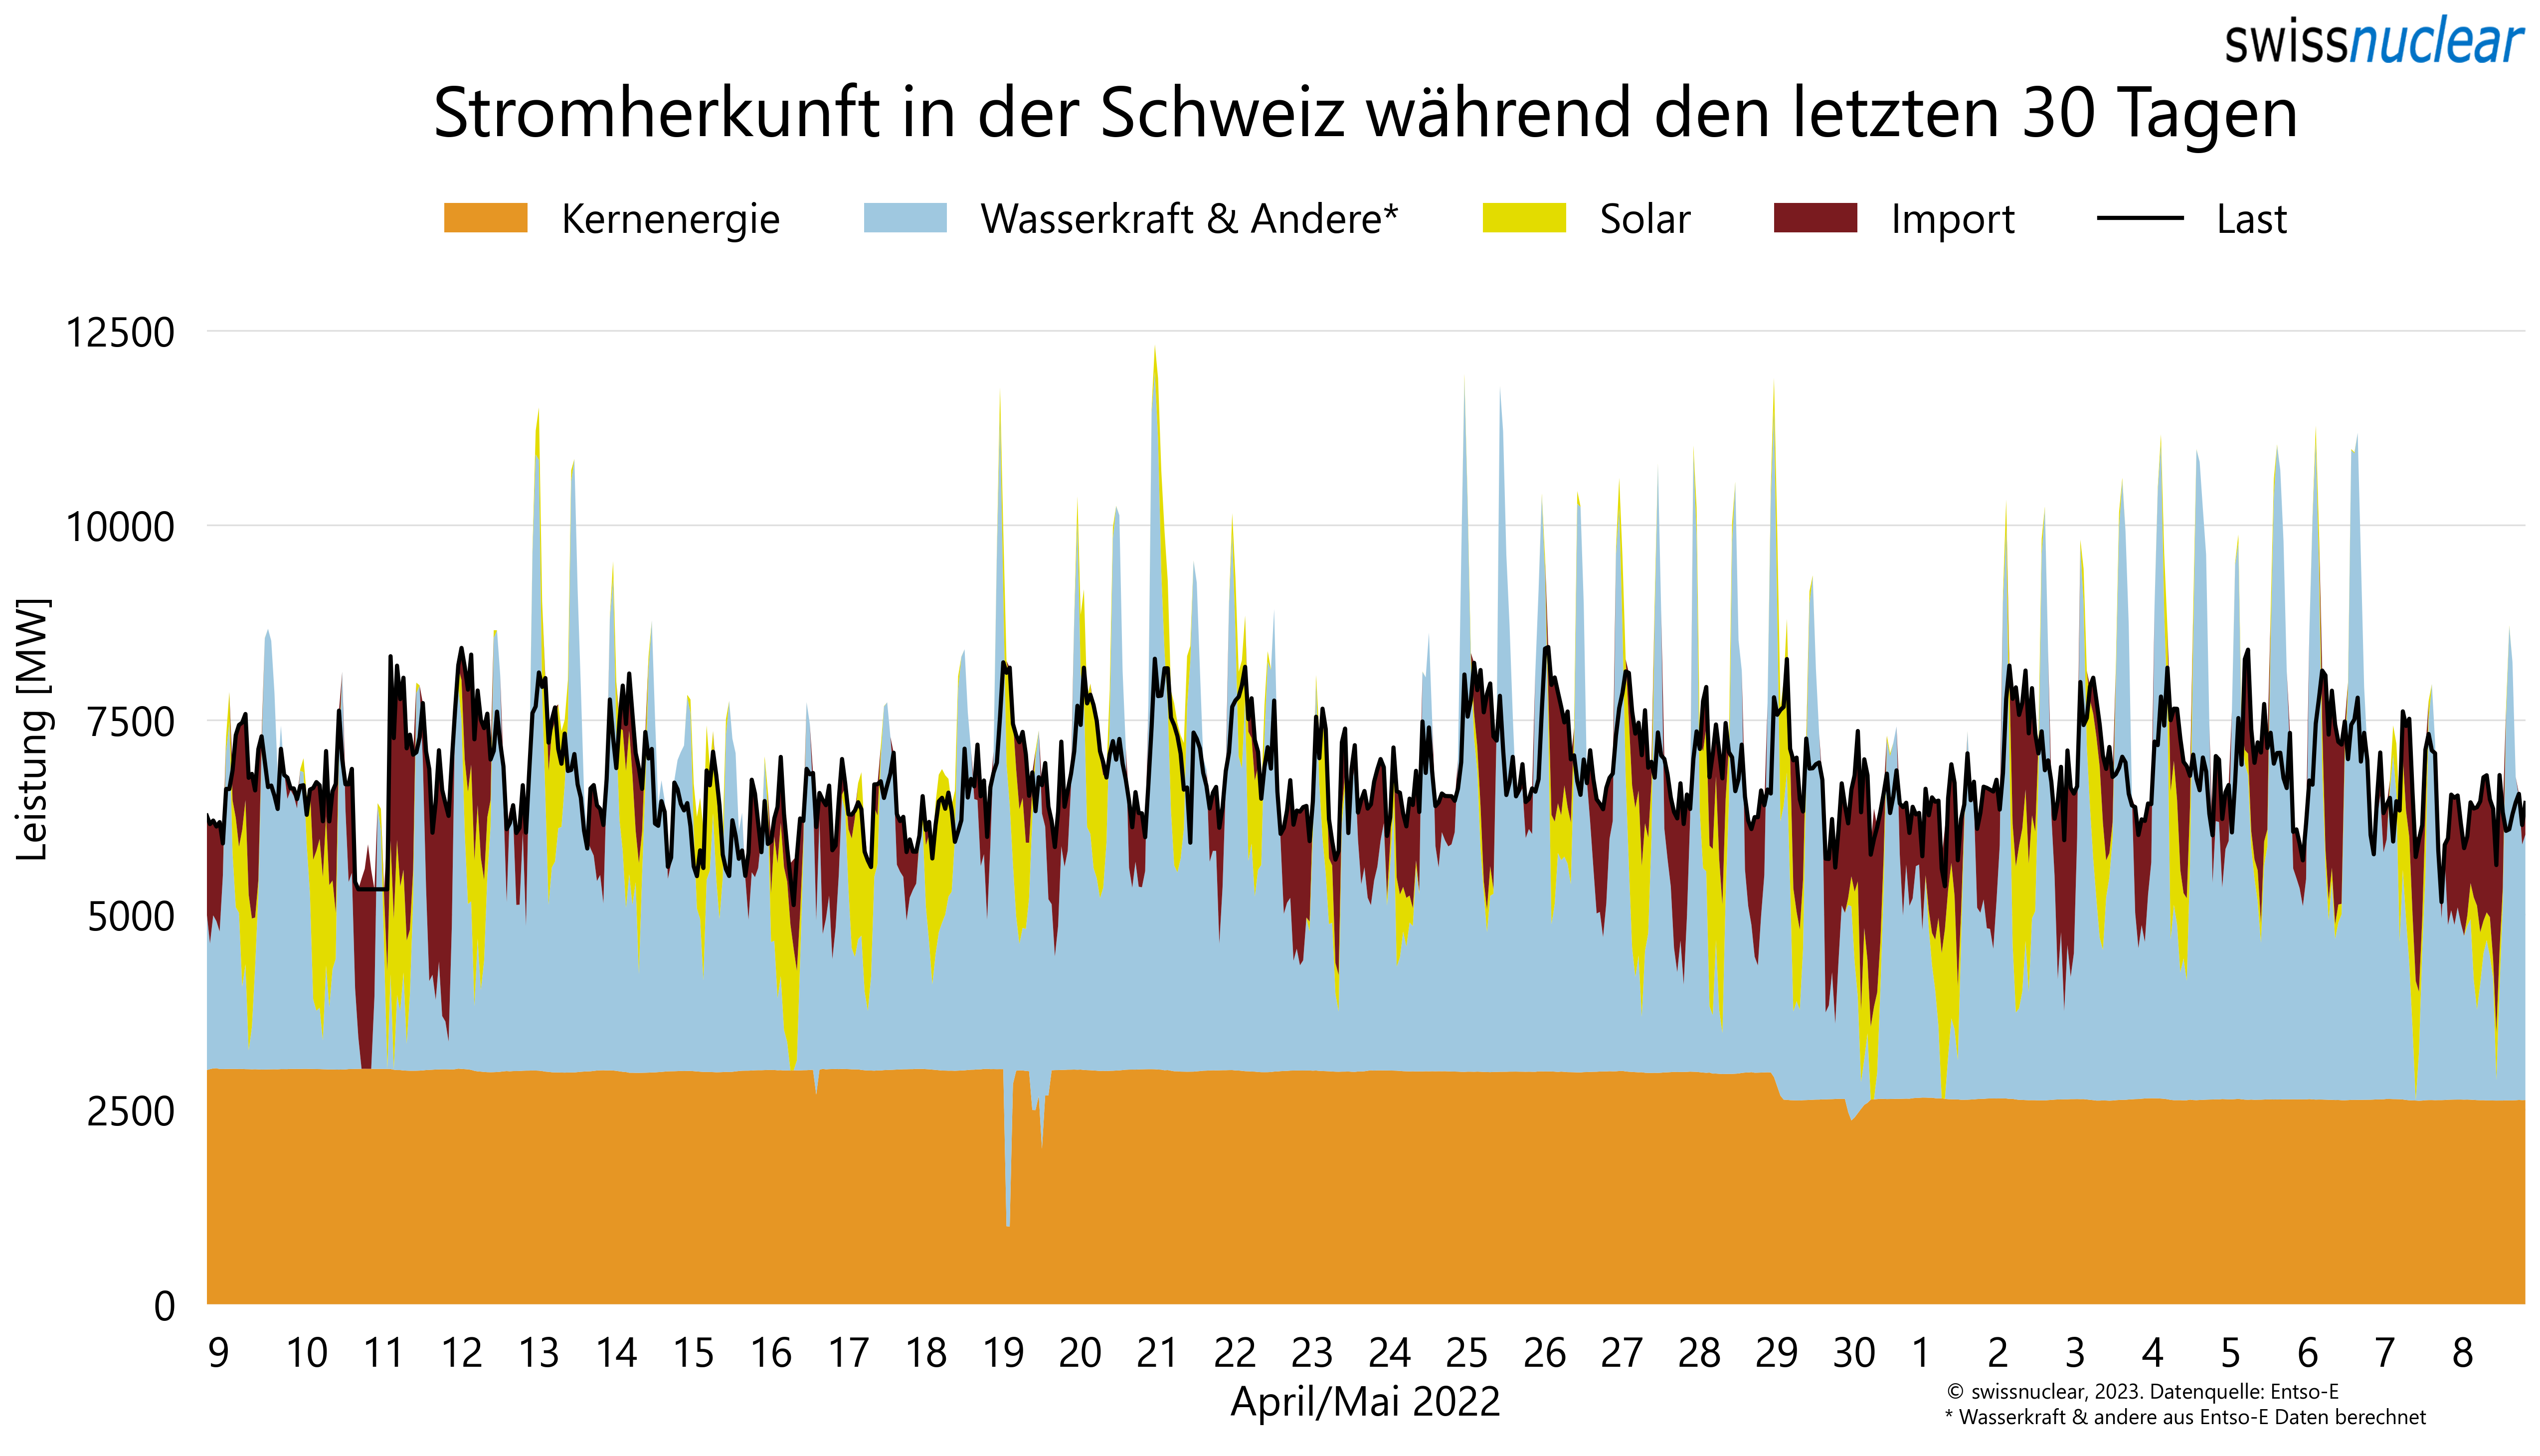 swissnuclear
Stromherkunft in der Schweiz während den letzten 30 Tagen
Kernenergie Wasserkraft & Andere* Solar Import Last
12500
10000
7500
5000
2500
0
Leistung [MW]
9 10 11 12 13 14 15 16 17 18 19 20 21 22 23 24 25 26 27 28 29 30 1 2 3 4 5 6 7 8
April/Mai 2022
© swissnuclear, 2023. Datenquelle: Entso-E
* Wasserkraft & andere aus Entso-E Daten berechnet